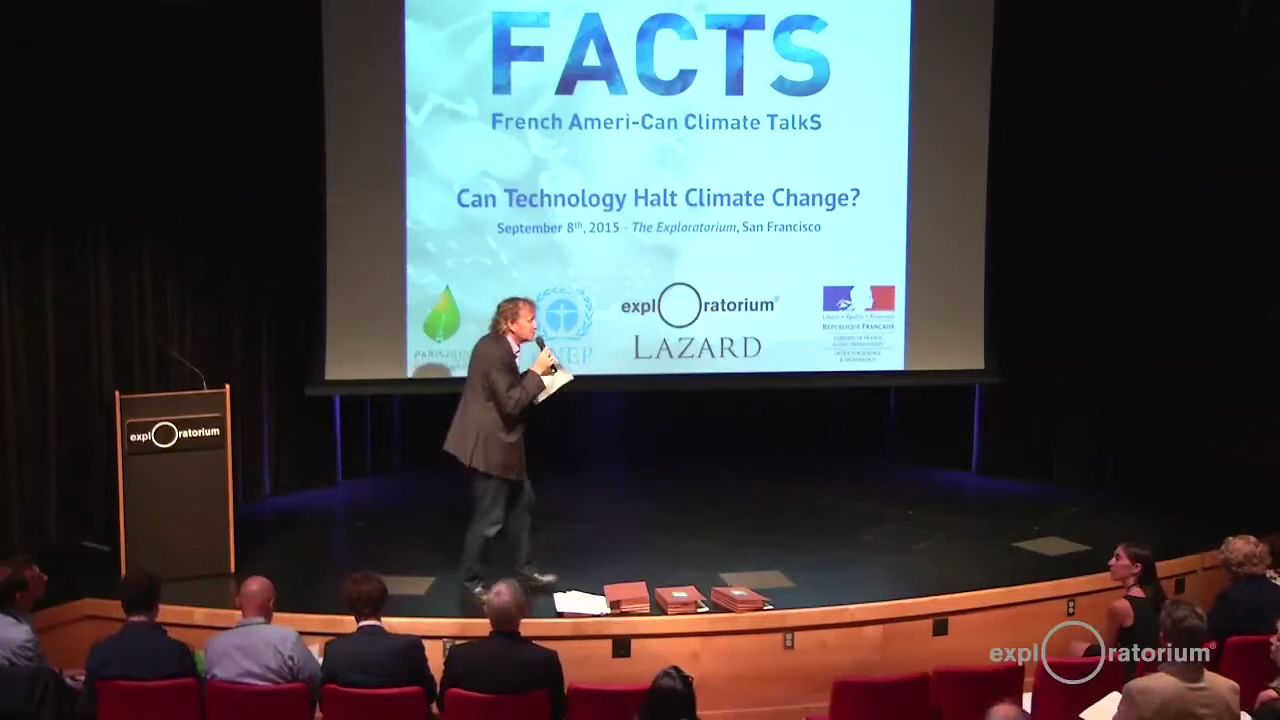 FACTS
French Ameri-Can Climate TalkS
Can Technology Halt Climate Change?
September 8th, 2015 - The Exploratorium, San Francisco
explOratorium®
LAZARD
RÉPUBLIQUE FRANÇAISE
explOratorium
explOratorium®